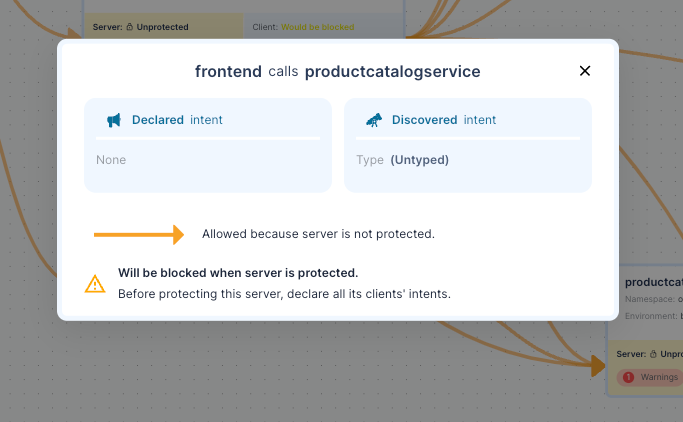 Server: Unprotected
Client: Would be blocked
frontend calls productcatalogservice
Declared intent
Discovered intent
None
Type (Untyped)
Allowed because server is not protected.
Will be blocked when server is protected.
Before protecting this server, declare all its clients' intents.
productcat
Namespace: o
Environment: b
Server: Unpro
1 Warnings